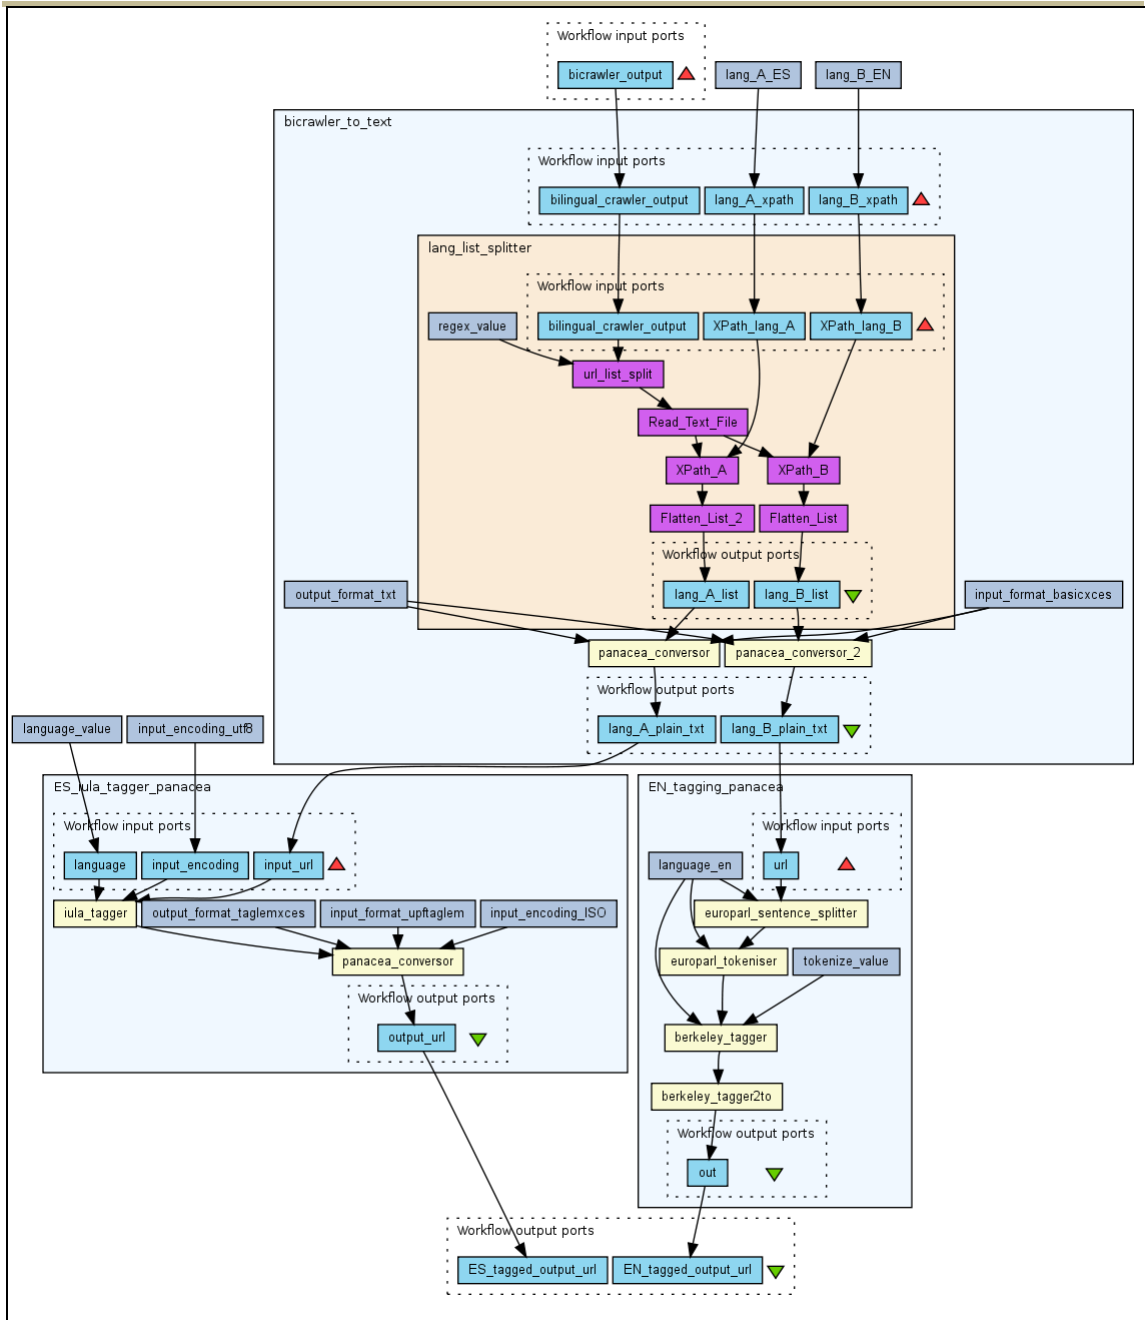 Workflow input ports
bicrawler_output
lang_A_ES
lang_B_EN
bicrawler_to_text
Workflow input ports
bilingual_crawler_output
lang_A_xpath
lang_B_xpath
lang_list_splitter
Workflow input ports
regex_value
bilingual_crawler_output
XPath_lang_A
XPath_lang_B
url_list_split
Read_Text_File
XPath_A
XPath_B
Flatten_List_2
Flatten_List
Workflow output ports
output_format_txt
lang_A_list
lang_B_list
input_format_basicxces
panacea_conversor
panacea_conversor_2
Workflow output ports
language_value
input_encoding_utf8
lang_A_plain_txt
lang_B_plain_txt
ES_iula_tagger_panacea
EN_tagging_panacea
Workflow input ports
Workflow input ports
language
input_encoding
input_url
language_en
url
iula_tagger
output_format_taglemxces
input_format_upftaglem
input_encoding_ISO
europarl_sentence_splitter
panacea_conversor
europarl_tokeniser
tokenize_value
Workflow output ports
output_url
berkeley_tagger
berkeley_tagger2to
Workflow output ports
out
Workflow output ports
ES_tagged_output_url
EN_tagged_output_url